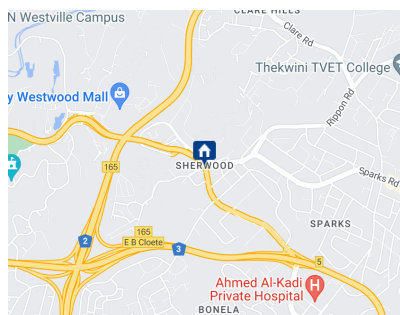 CLARE HILLS
N Westville Campus
Clare Rd
Thekwini TVET College
y Westwood Mall
Rippon Rd
165
SHERWOOD
Sparks Rd
SPARKS
165
2
E B Cloete
3
5
Ahmed Al-Kadi
Private Hospital
H
BONELA